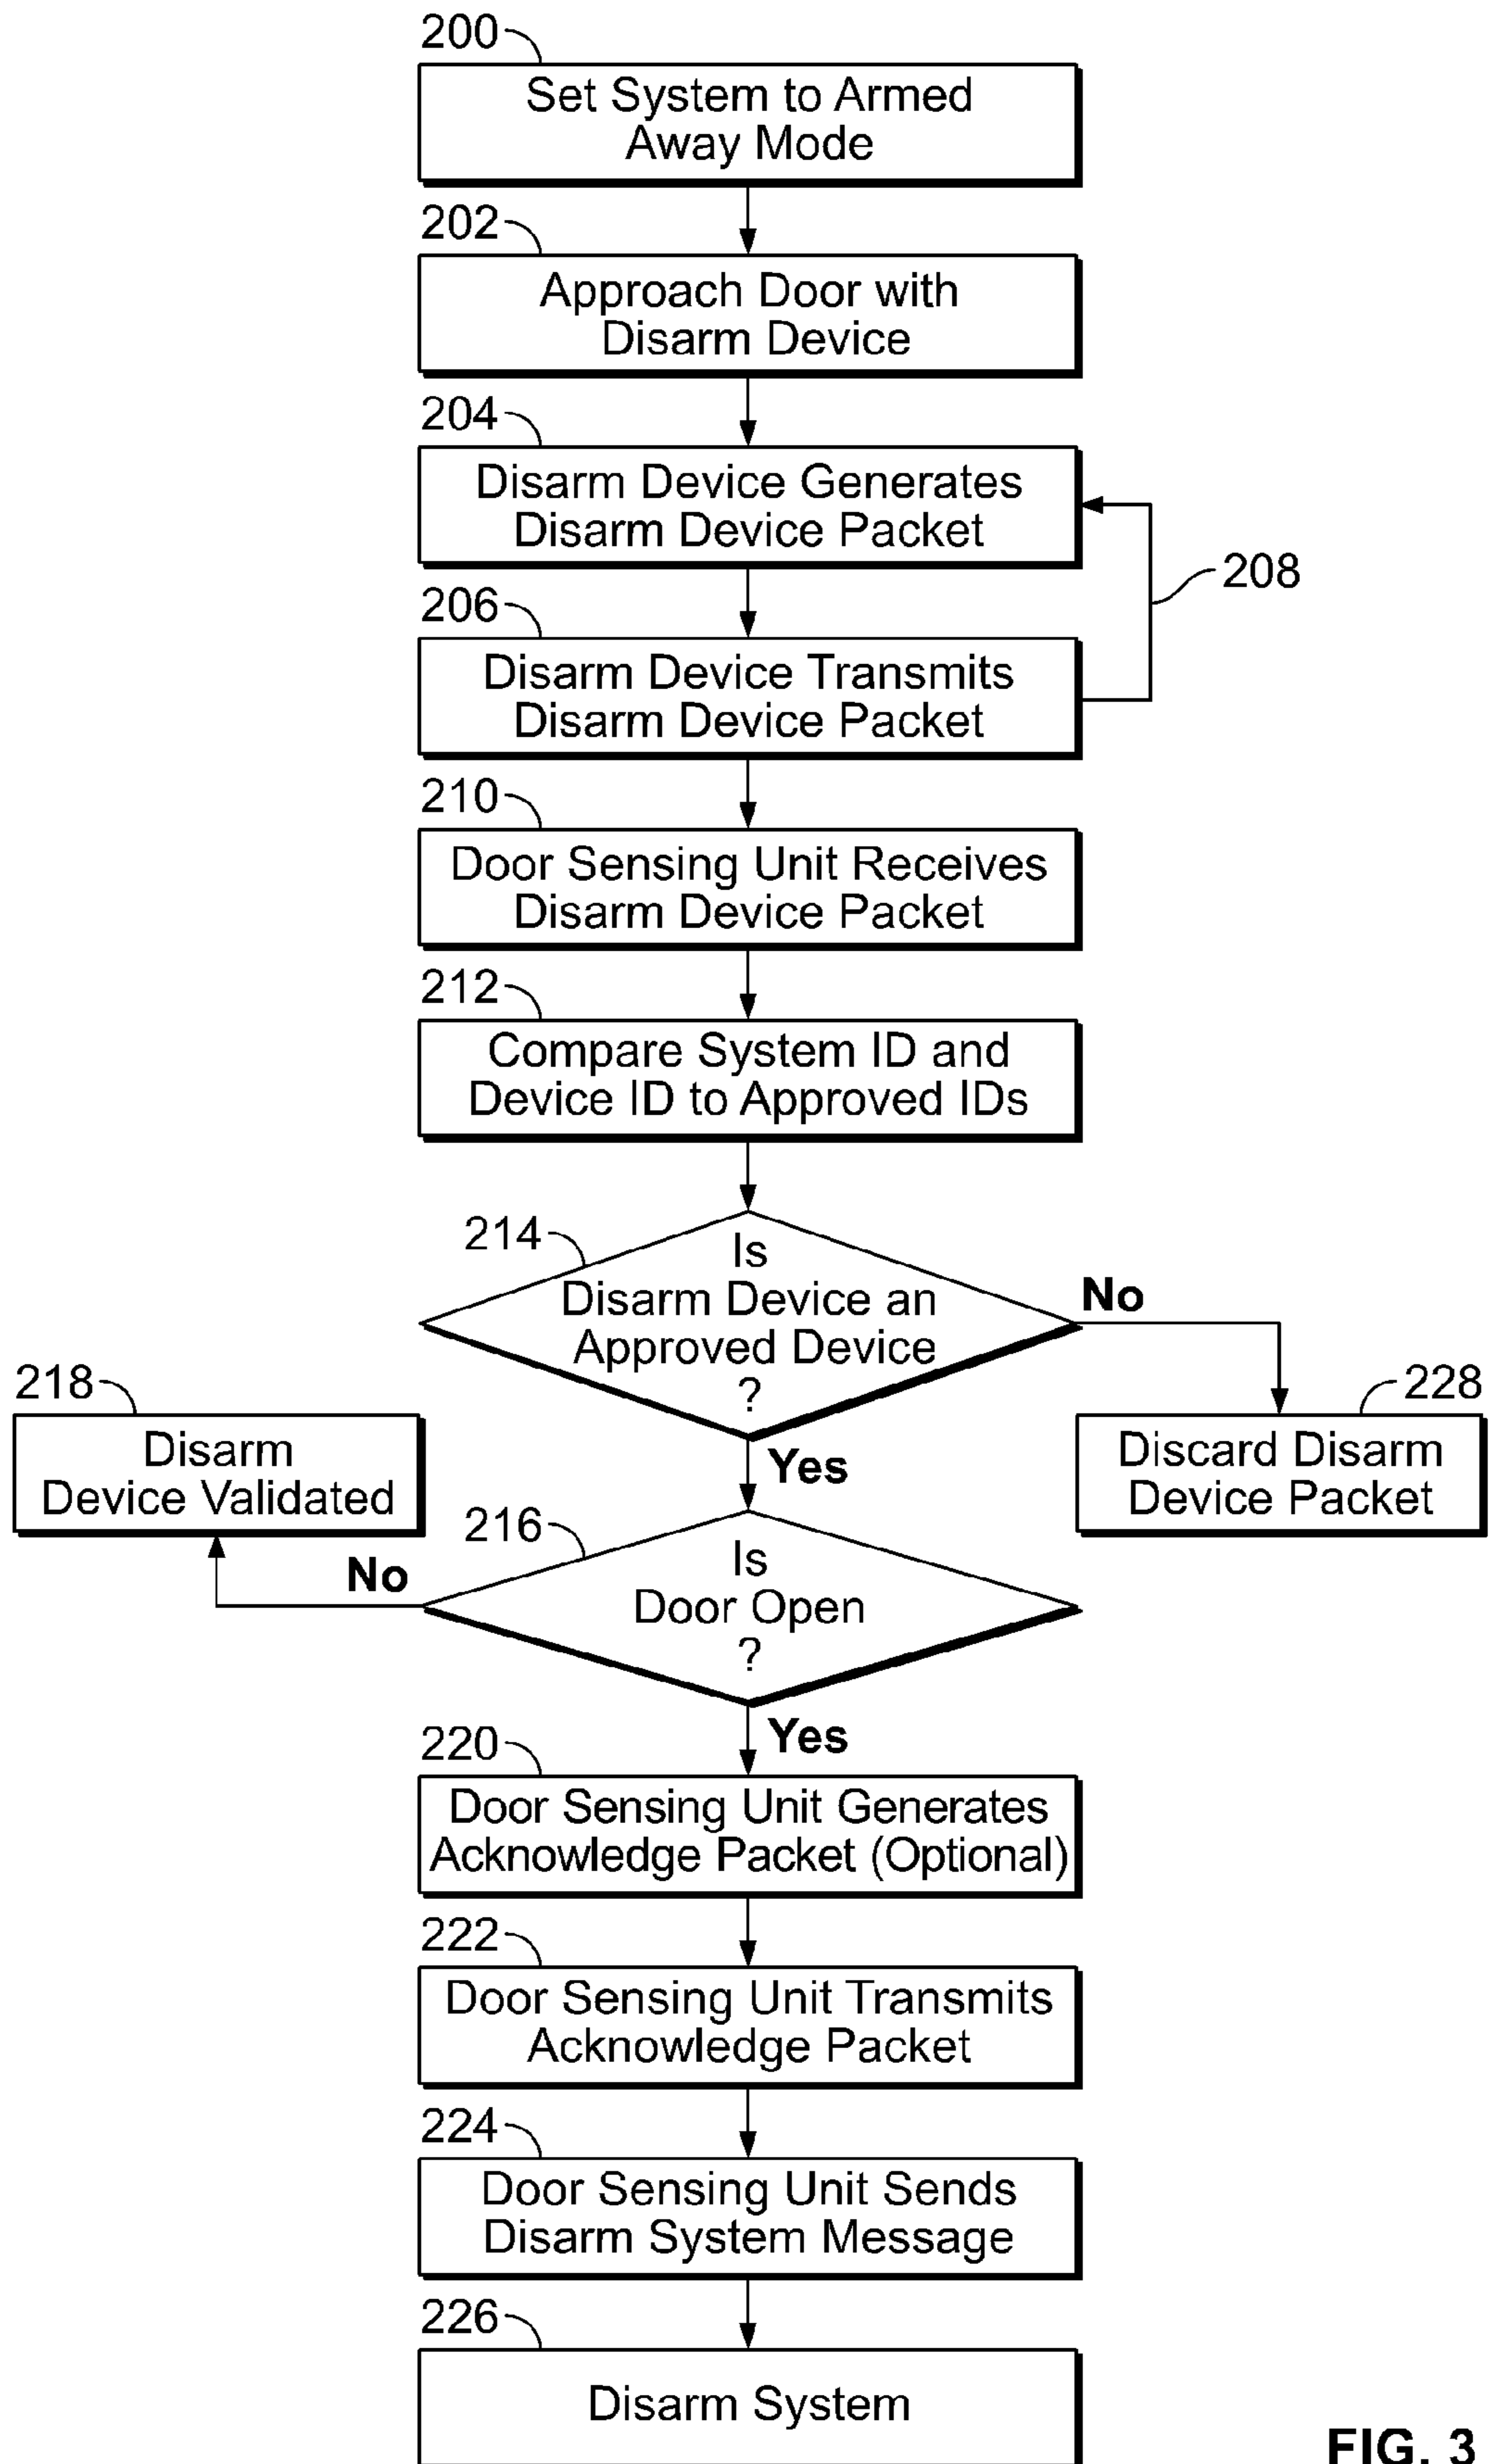 200
Set System to Armed
Away Mode
202
Approach Door with
Disarm Device
204
Disarm Device Generates
Disarm Device Packet
208
206
Disarm Device Transmits
Disarm Device Packet
210
Door Sensing Unit Receives
Disarm Device Packet
212
Compare System ID and
Device ID to Approved IDs
214
Is
Disarm Device an
Approved Device
?
No
Yes
228
Discard Disarm
Device Packet
218
Disarm
Device Validated
216
Is
Door Open
?
No
Yes
220
Door Sensing Unit Generates
Acknowledge Packet (Optional)
222
Door Sensing Unit Transmits
Acknowledge Packet
224
Door Sensing Unit Sends
Disarm System Message
226
Disarm System
FIG. 3